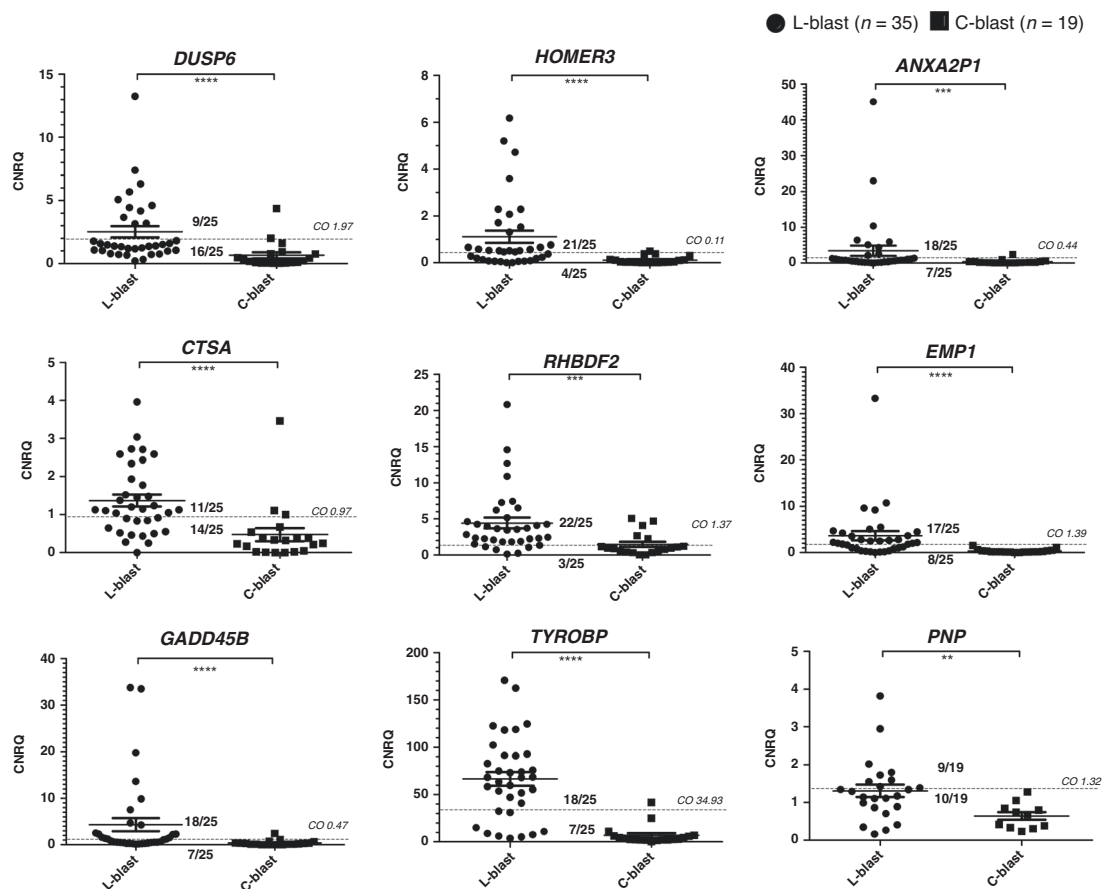 ● L-blast (n = 35) ■ C-blast (n = 19)
DUSP6
****
15
10
5
0
CNRQ
9/25
16/25
CO 1.97
L-blast
C-blast
HOMER3
****
8
6
4
2
0
CNRQ
21/25
4/25
CO 0.11
L-blast
C-blast
ANXA2P1
***
50
40
30
20
10
0
CNRQ
18/25
7/25
CO 0.44
L-blast
C-blast
CTSA
****
5
4
3
2
1
0
CNRQ
11/25
14/25
CO 0.97
L-blast
C-blast
RHBDF2
***
25
20
15
10
5
0
CNRQ
22/25
3/25
CO 1.37
L-blast
C-blast
EMP1
****
40
30
20
10
0
CNRQ
17/25
8/25
CO 1.39
L-blast
C-blast
GADD45B
****
40
30
20
10
0
CNRQ
18/25
7/25
CO 0.47
L-blast
C-blast
TYROBP
****
200
150
100
50
0
CNRQ
18/25
7/25
CO 34.93
L-blast
C-blast
PNP
**
5
4
3
2
1
0
CNRQ
9/19
10/19
CO 1.32
L-blast
C-blast